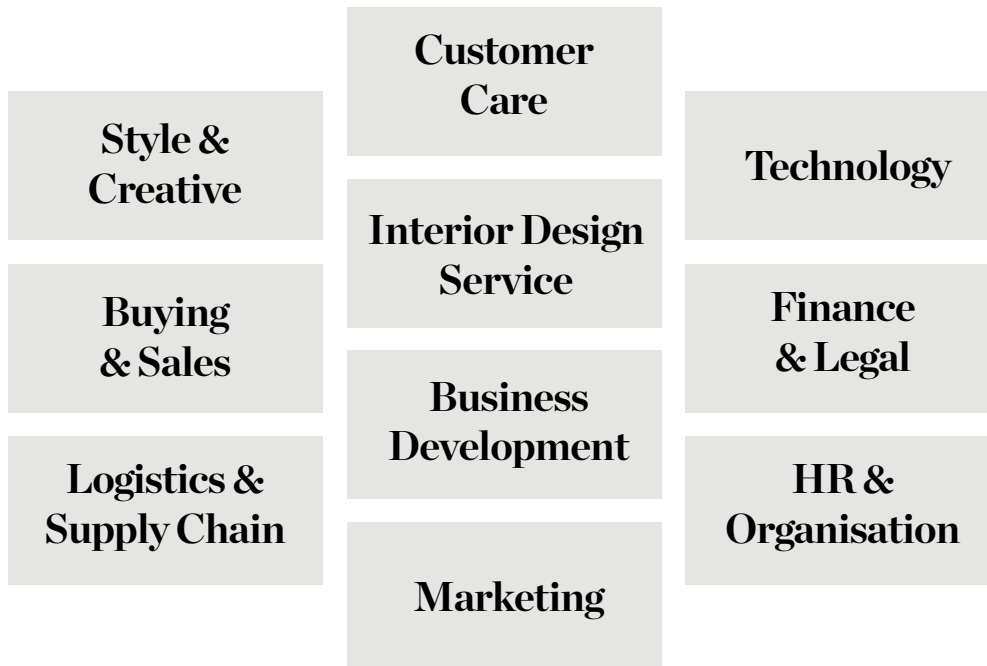 Style &
Creative
Buying
& Sales
Logistics &
Supply Chain
Customer
Care
Interior Design
Service
Business
Development
Marketing
Technology
Finance
& Legal
HR &
Organisation